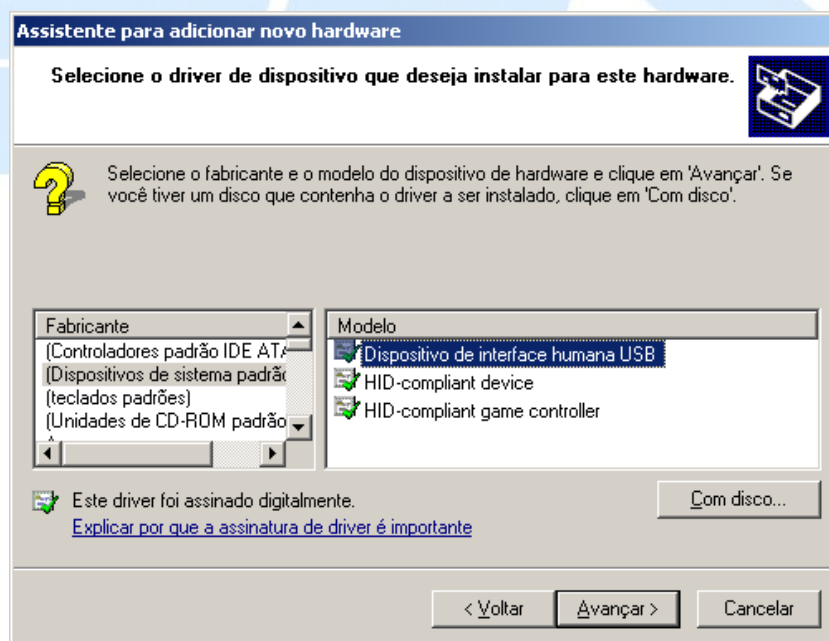 Assistente para adicionar novo hardware
Selecione o driver de dispositivo que deseja instalar para este hardware.
Selecione o fabricante e o modelo do dispositivo de hardware e clique em 'Avançar'. Se
você tiver um disco que contenha o driver a ser instalado, clique em 'Com disco'.
Fabricante
(Controladores padrão IDE ATA
(Dispositivos de sistema padrão
(teclados padrões)
(Unidades de CD-ROM padrão
Modelo
Dispositivo de interface humana USB
HID-compliant device
HID-compliant game controller
Este driver foi assinado digitalmente.
Explicar por que a assinatura de driver é importante
Com disco...
< Voltar
Avançar >
Cancelar